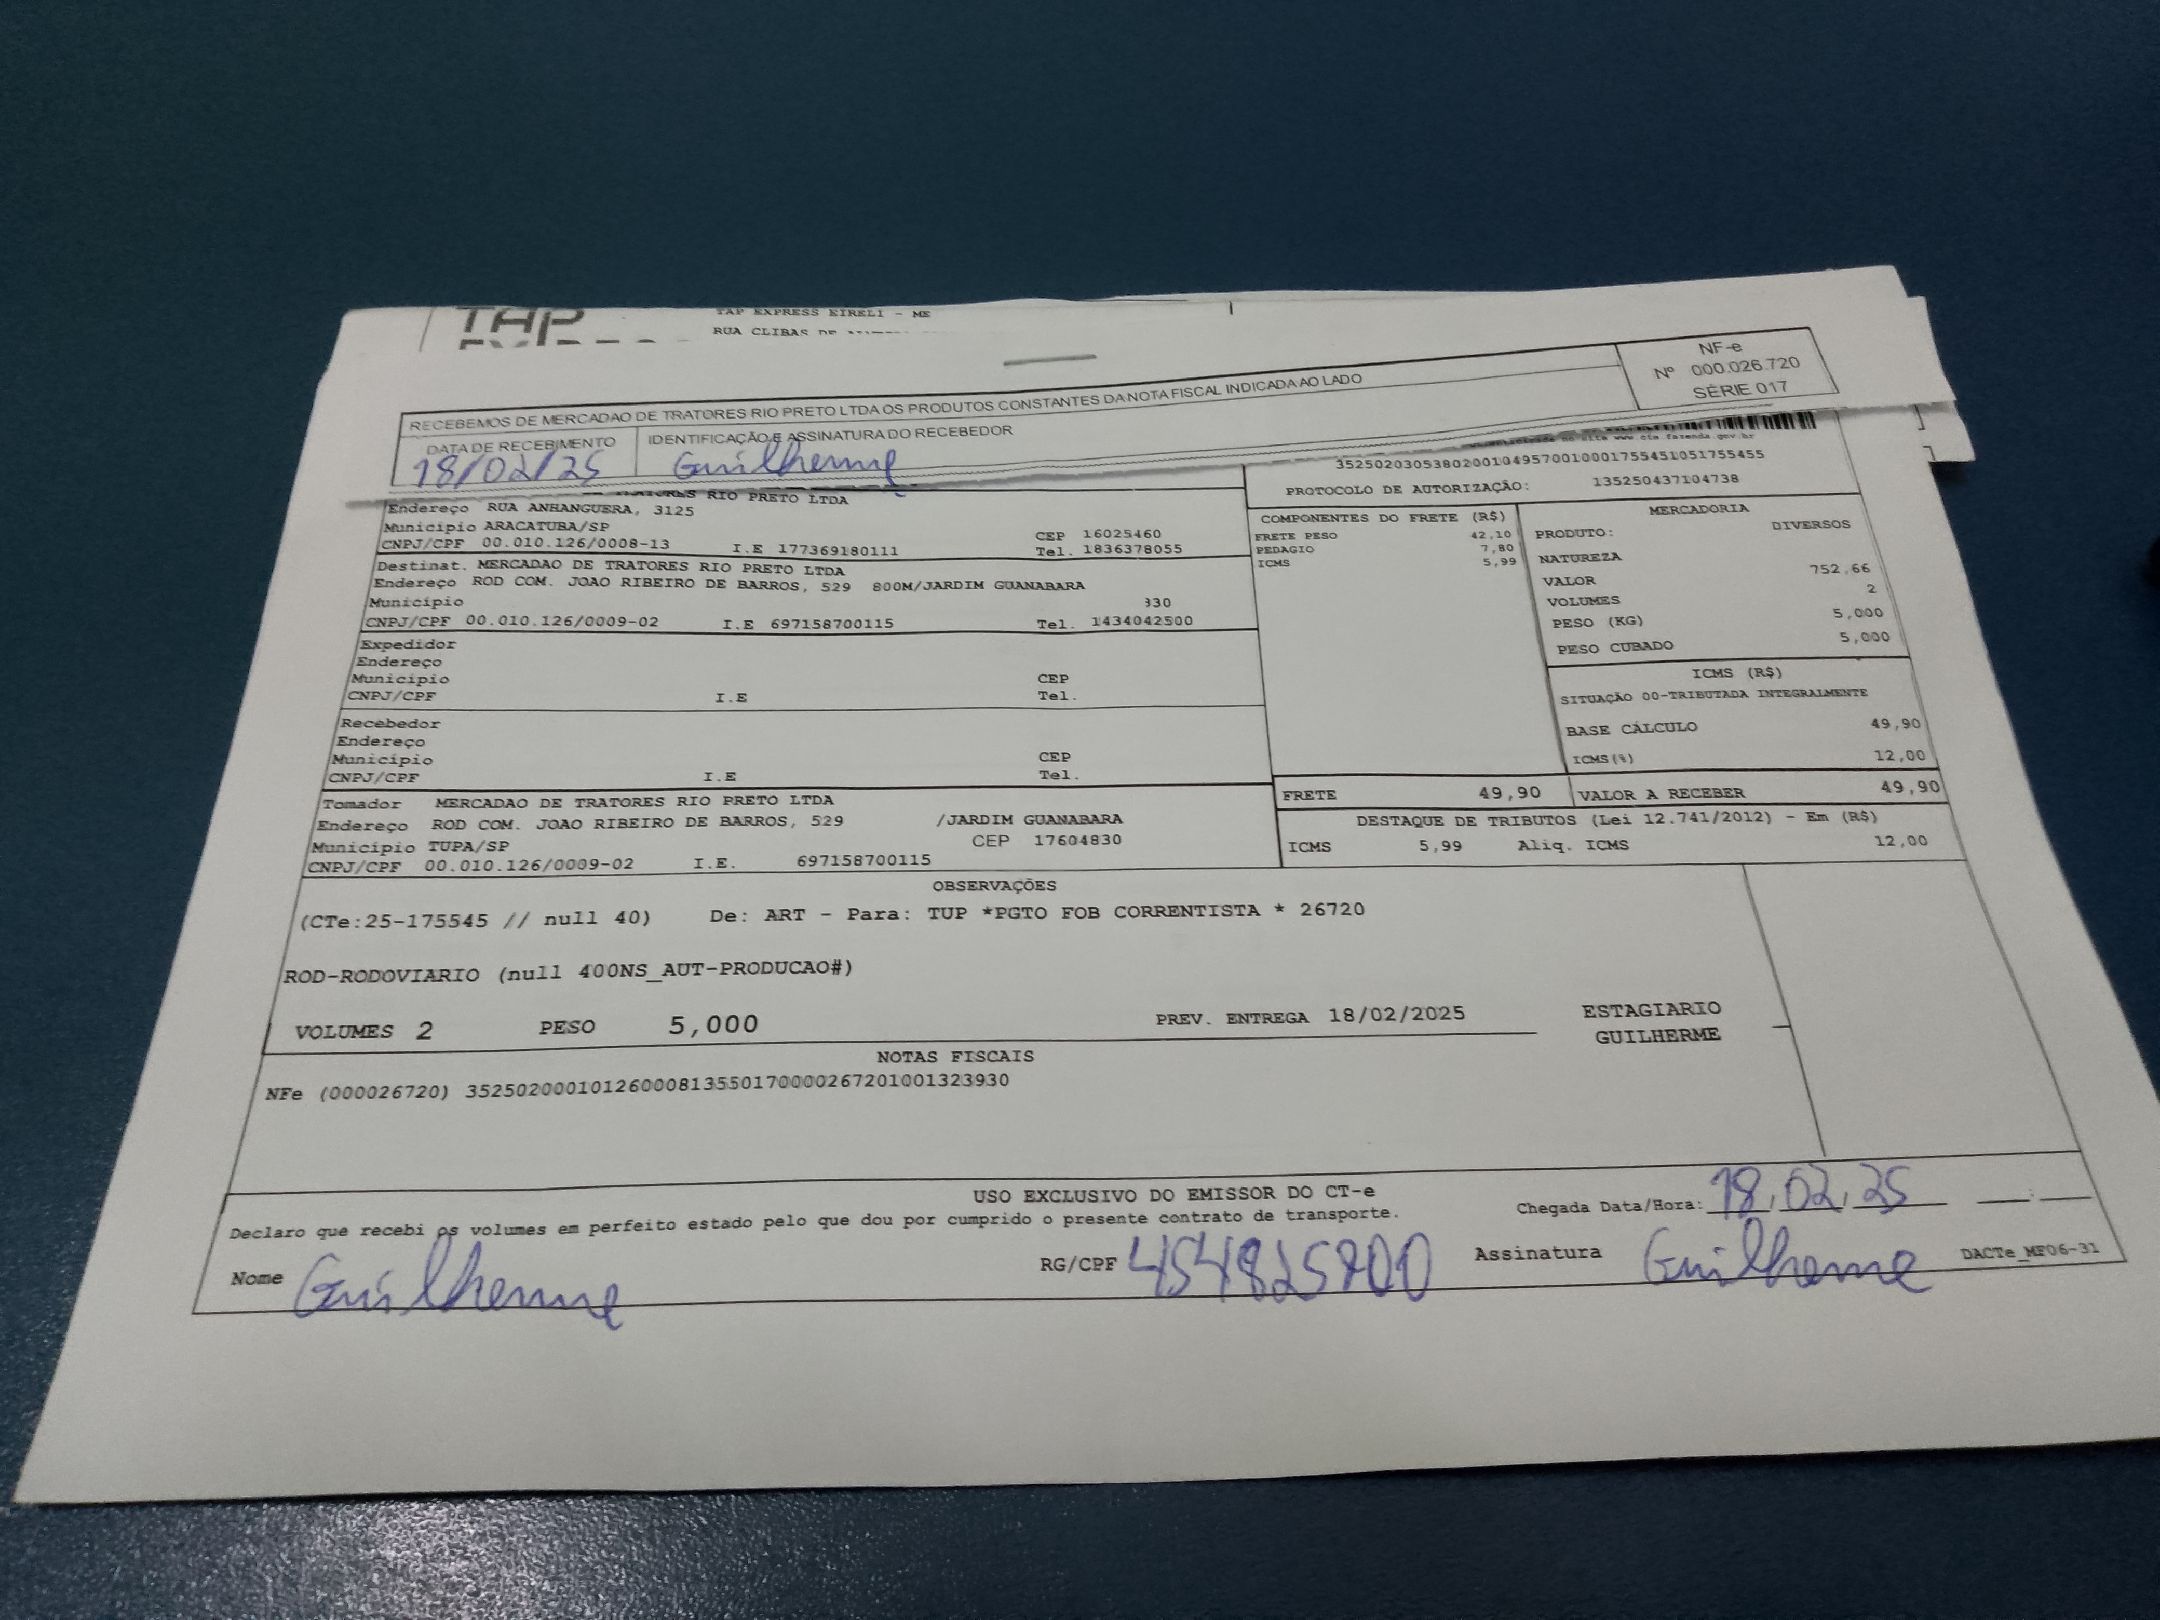 TAP
TAP EXPRESS EIRELI - ME
RUA CLIBAS DE
RECEBEMOS DE MERCADAO DE TRATORES RIO PRETO LTDA OS PRODUTOS CONSTANTES DA NOTA FISCAL INDICADA AO LADO
NF-e
Nº 000.026.720
SÉRIE 017
DATA DE RECEBIMENTO
18/02/25
IDENTIFICAÇÃO E ASSINATURA DO RECEBEDOR
Guilherme
www.cte.fazenda.gov.br
PROTOCOLO DE AUTORIZAÇÃO: 135250437104738
TRATORES RIO PRETO LTDA
Endereço RUA ANHANGUERA, 3125
Município ARACATUBA/SP CEP 16025460
CNPJ/CPF 00.010.126/0008-13 I.E 177369180111 Tel. 1836378055
Destinat. MERCADAO DE TRATORES RIO PRETO LTDA
Endereço ROD COM. JOAO RIBEIRO DE BARROS, 529 800M/JARDIM GUANABARA
Município 330
CNPJ/CPF 00.010.126/0009-02 I.E 697158700115 Tel. 1434042500
Expedidor
Endereço
Município CEP
CNPJ/CPF I.E Tel.
Recebedor
Endereço
Município CEP
CNPJ/CPF I.E Tel.
Tomador MERCADAO DE TRATORES RIO PRETO LTDA
Endereço ROD COM. JOAO RIBEIRO DE BARROS, 529 /JARDIM GUANABARA
Município TUPA/SP CEP 17604830
CNPJ/CPF 00.010.126/0009-02 I.E. 697158700115
COMPONENTES DO FRETE (R$)
FRETE PESO 42,10
PEDAGIO 7,80
ICMS 5,99
MERCADORIA
PRODUTO: DIVERSOS
NATUREZA
VALOR 752,66
VOLUMES 2
PESO (KG) 5,000
PESO CUBADO 5,000
ICMS (R$)
SITUAÇÃO 00-TRIBUTADA INTEGRALMENTE
BASE CÁLCULO 49,90
ICMS(%) 12,00
FRETE 49,90 VALOR A RECEBER 49,90
DESTAQUE DE TRIBUTOS (Lei 12.741/2012) - Em (R$)
ICMS 5,99 Aliq. ICMS 12,00
OBSERVAÇÕES
(CTe:25-175545 // null 40) De: ART - Para: TUP *PGTO FOB CORRENTISTA * 26720
ROD-RODOVIARIO (null 400NS_AUT-PRODUCAO#)
VOLUMES 2 PESO 5,000 PREV. ENTREGA 18/02/2025
ESTAGIARIO
GUILHERME
NOTAS FISCAIS
NFe (000026720) 35250200010126000813550170000267201001323930
USO EXCLUSIVO DO EMISSOR DO CT-e
Declaro que recebi os volumes em perfeito estado pelo que dou por cumprido o presente contrato de transporte.
Chegada Data/Hora: 18,02,25
Nome Guilherme RG/CPF Assinatura Guilherme DACTe_MF06-31